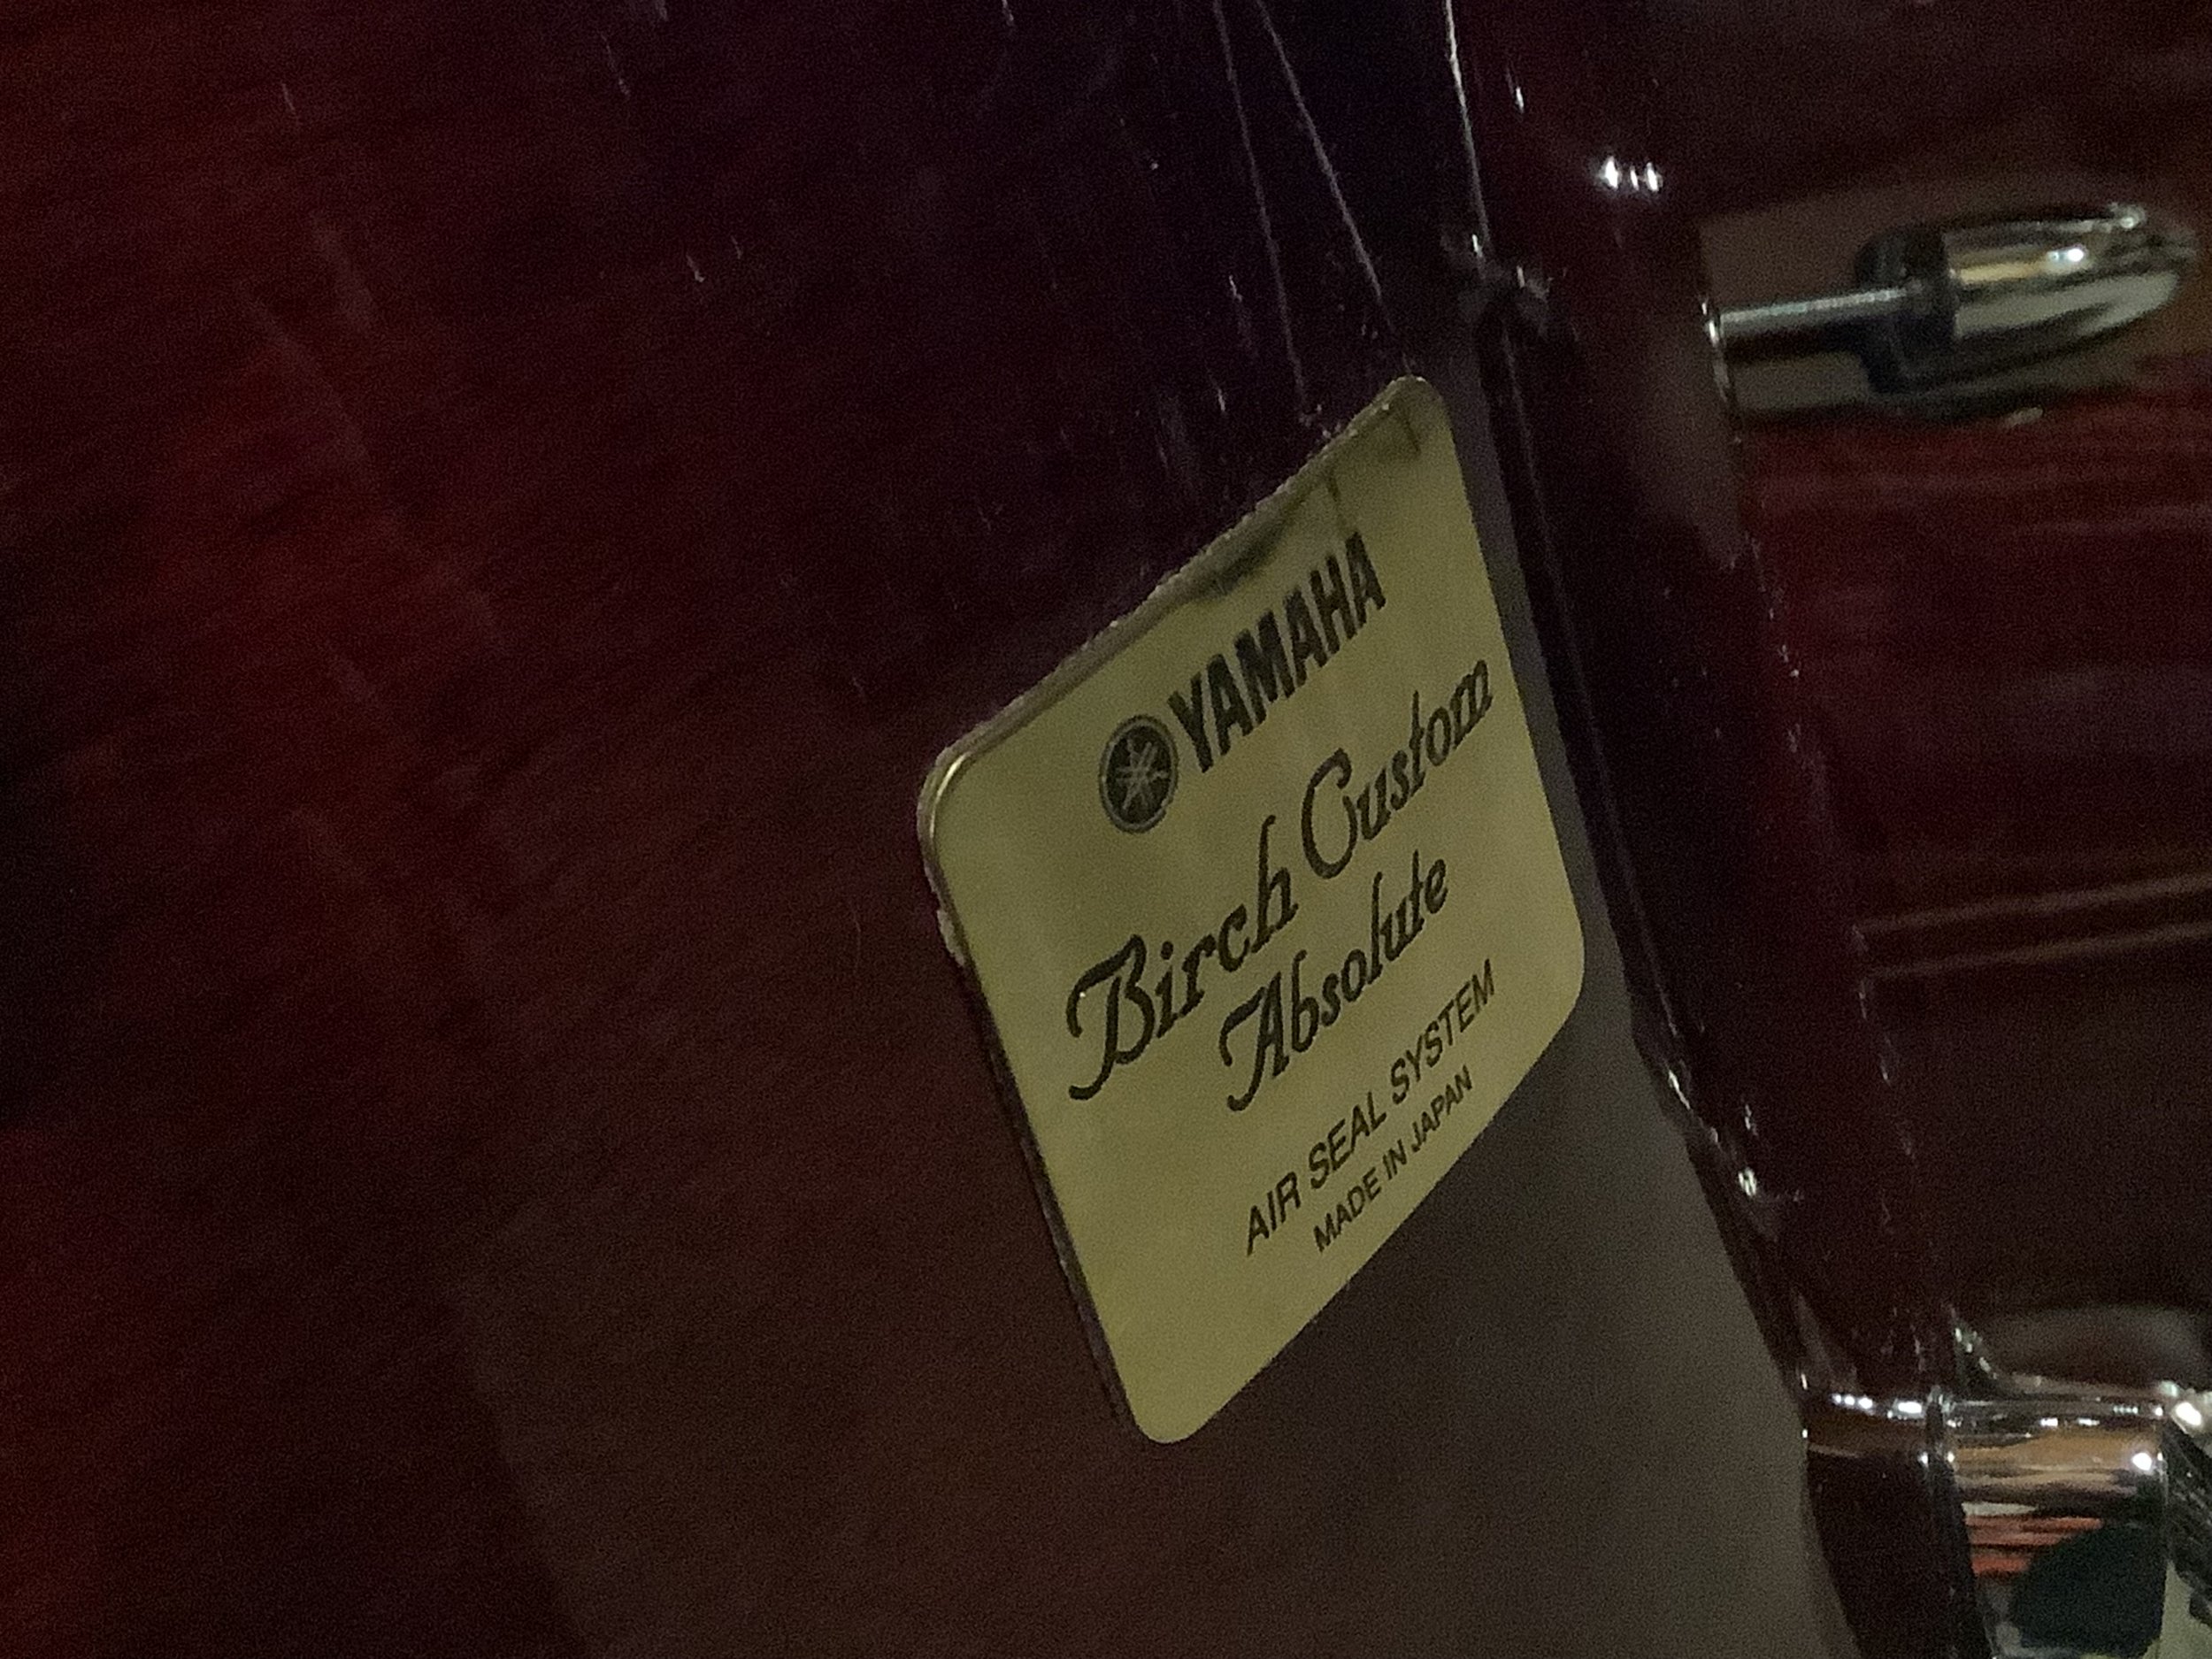 YAMAHA
Birch Custom
Absolute
AIR SEAL SYSTEM
MADE IN JAPAN